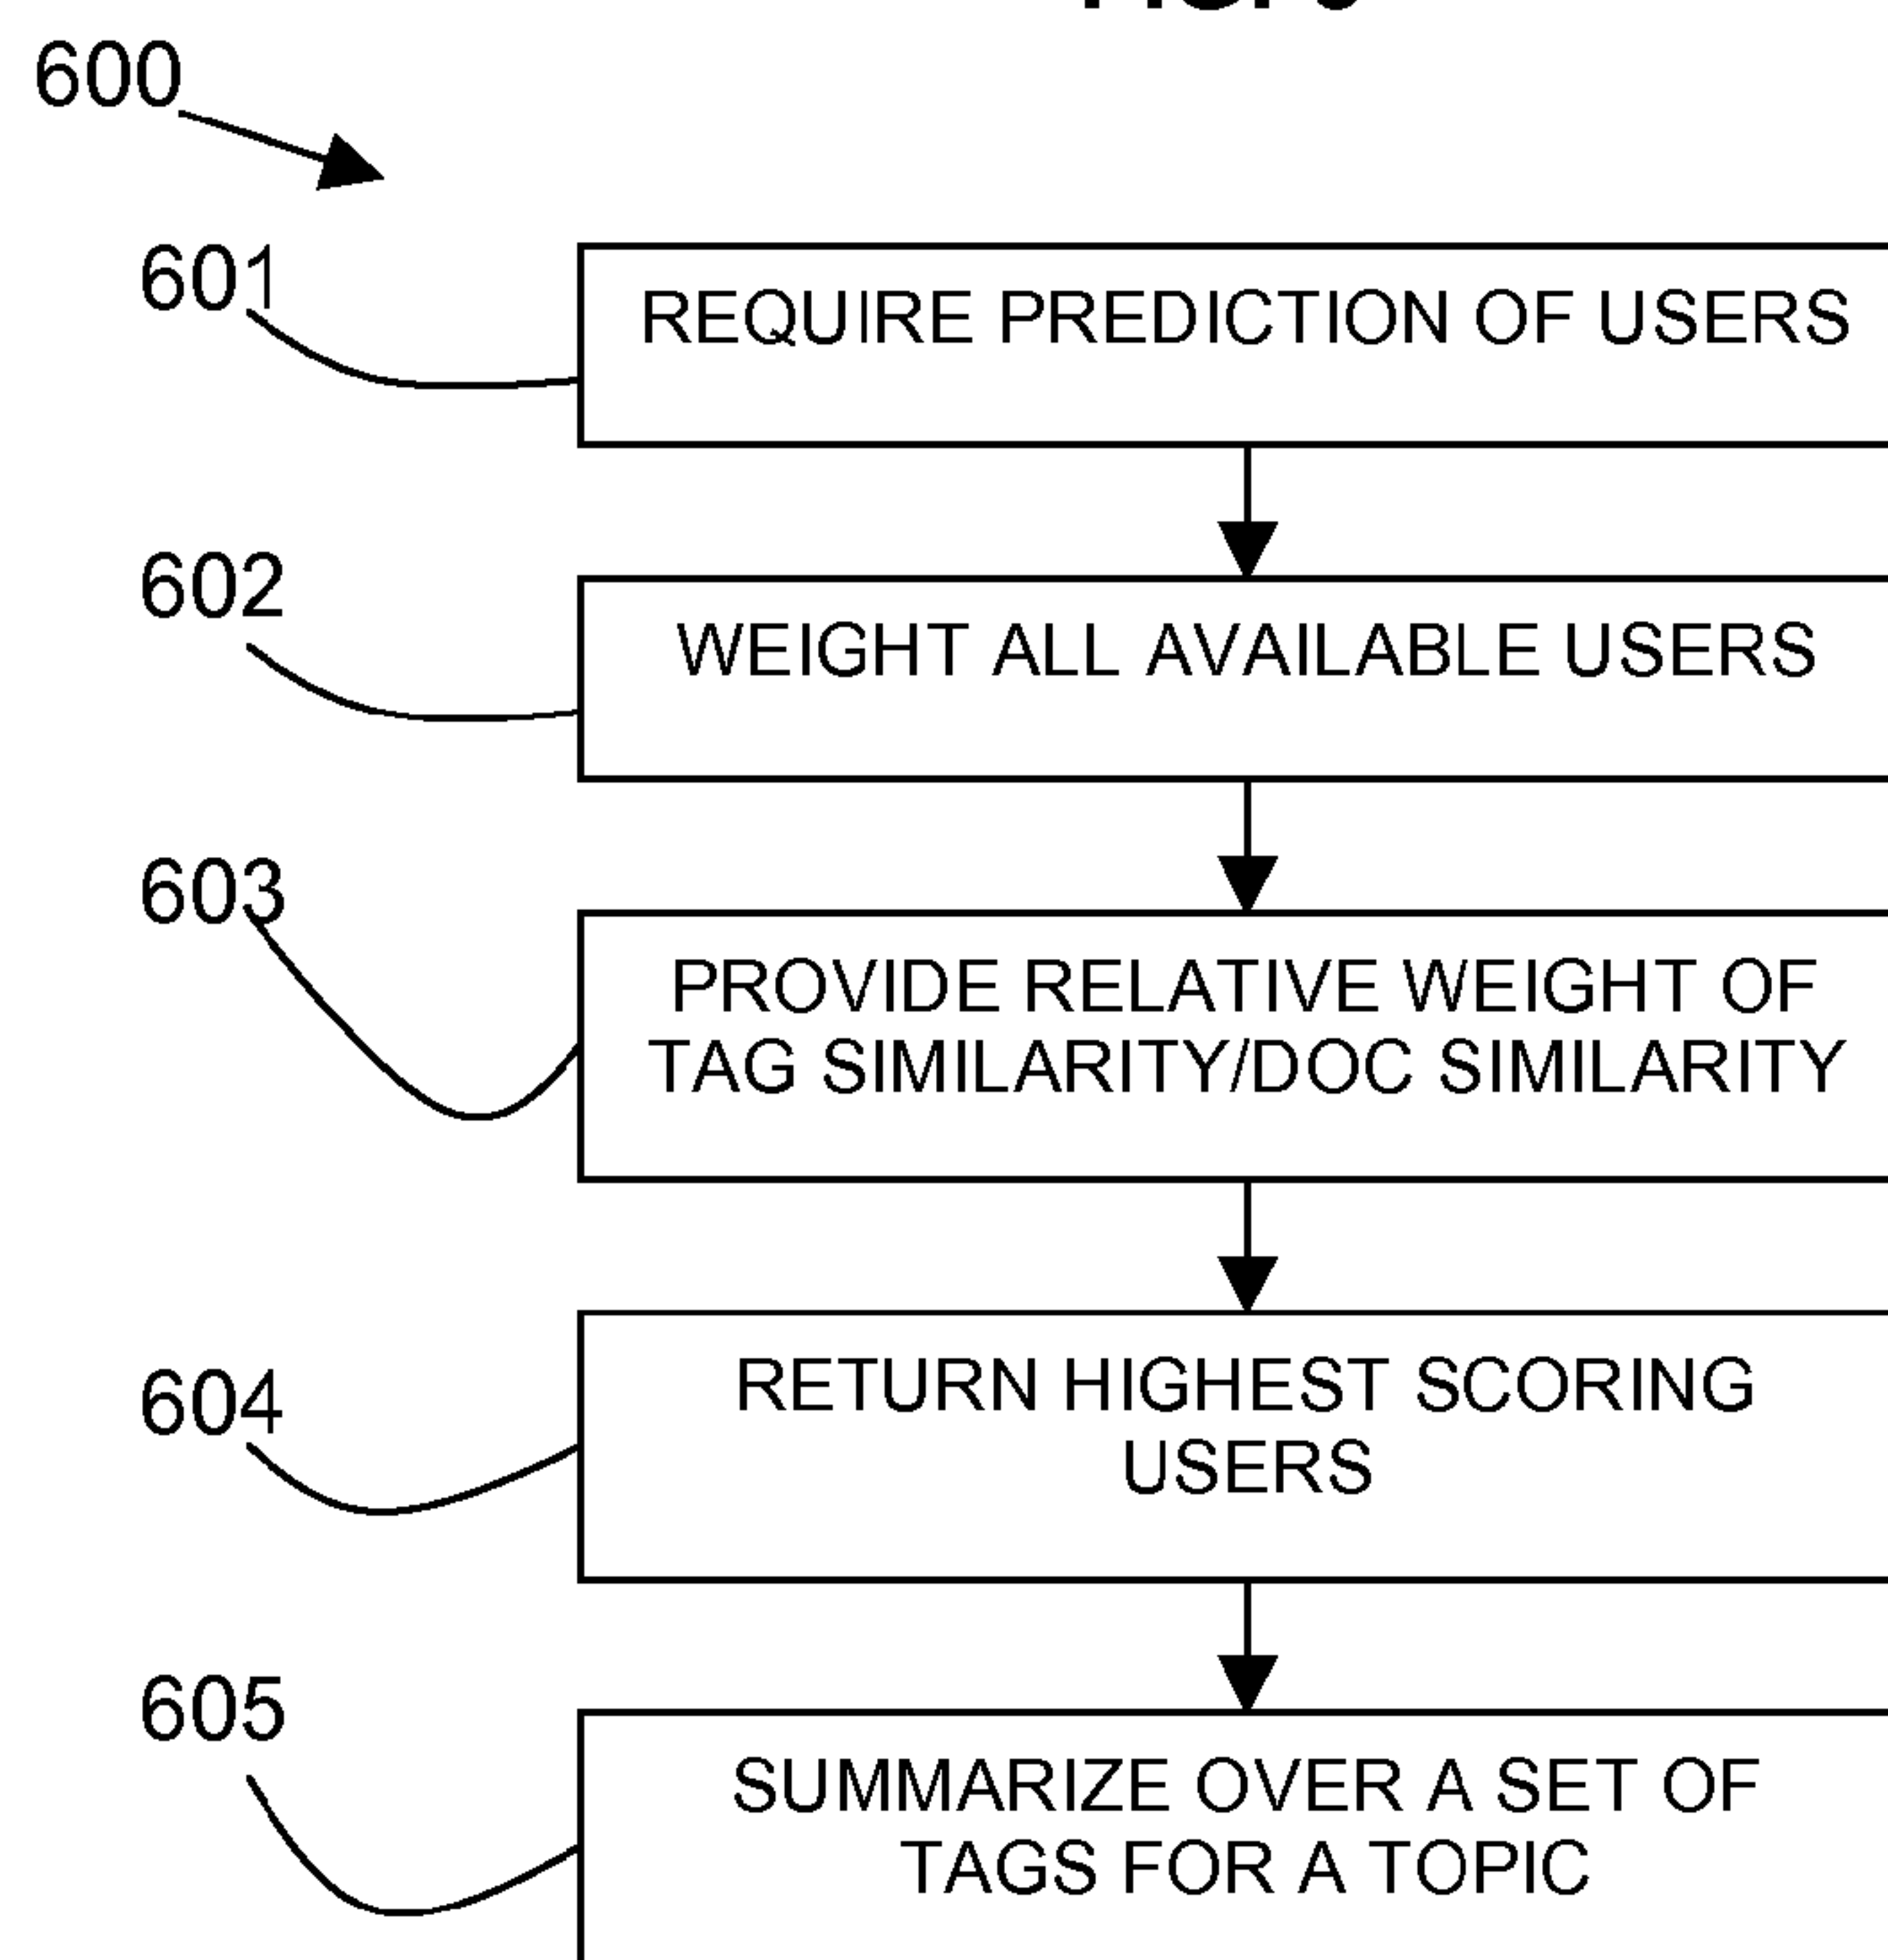 600
601
REQUIRE PREDICTION OF USERS
602
WEIGHT ALL AVAILABLE USERS
603
PROVIDE RELATIVE WEIGHT OF
TAG SIMILARITY/DOC SIMILARITY
604
RETURN HIGHEST SCORING
USERS
605
SUMMARIZE OVER A SET OF
TAGS FOR A TOPIC